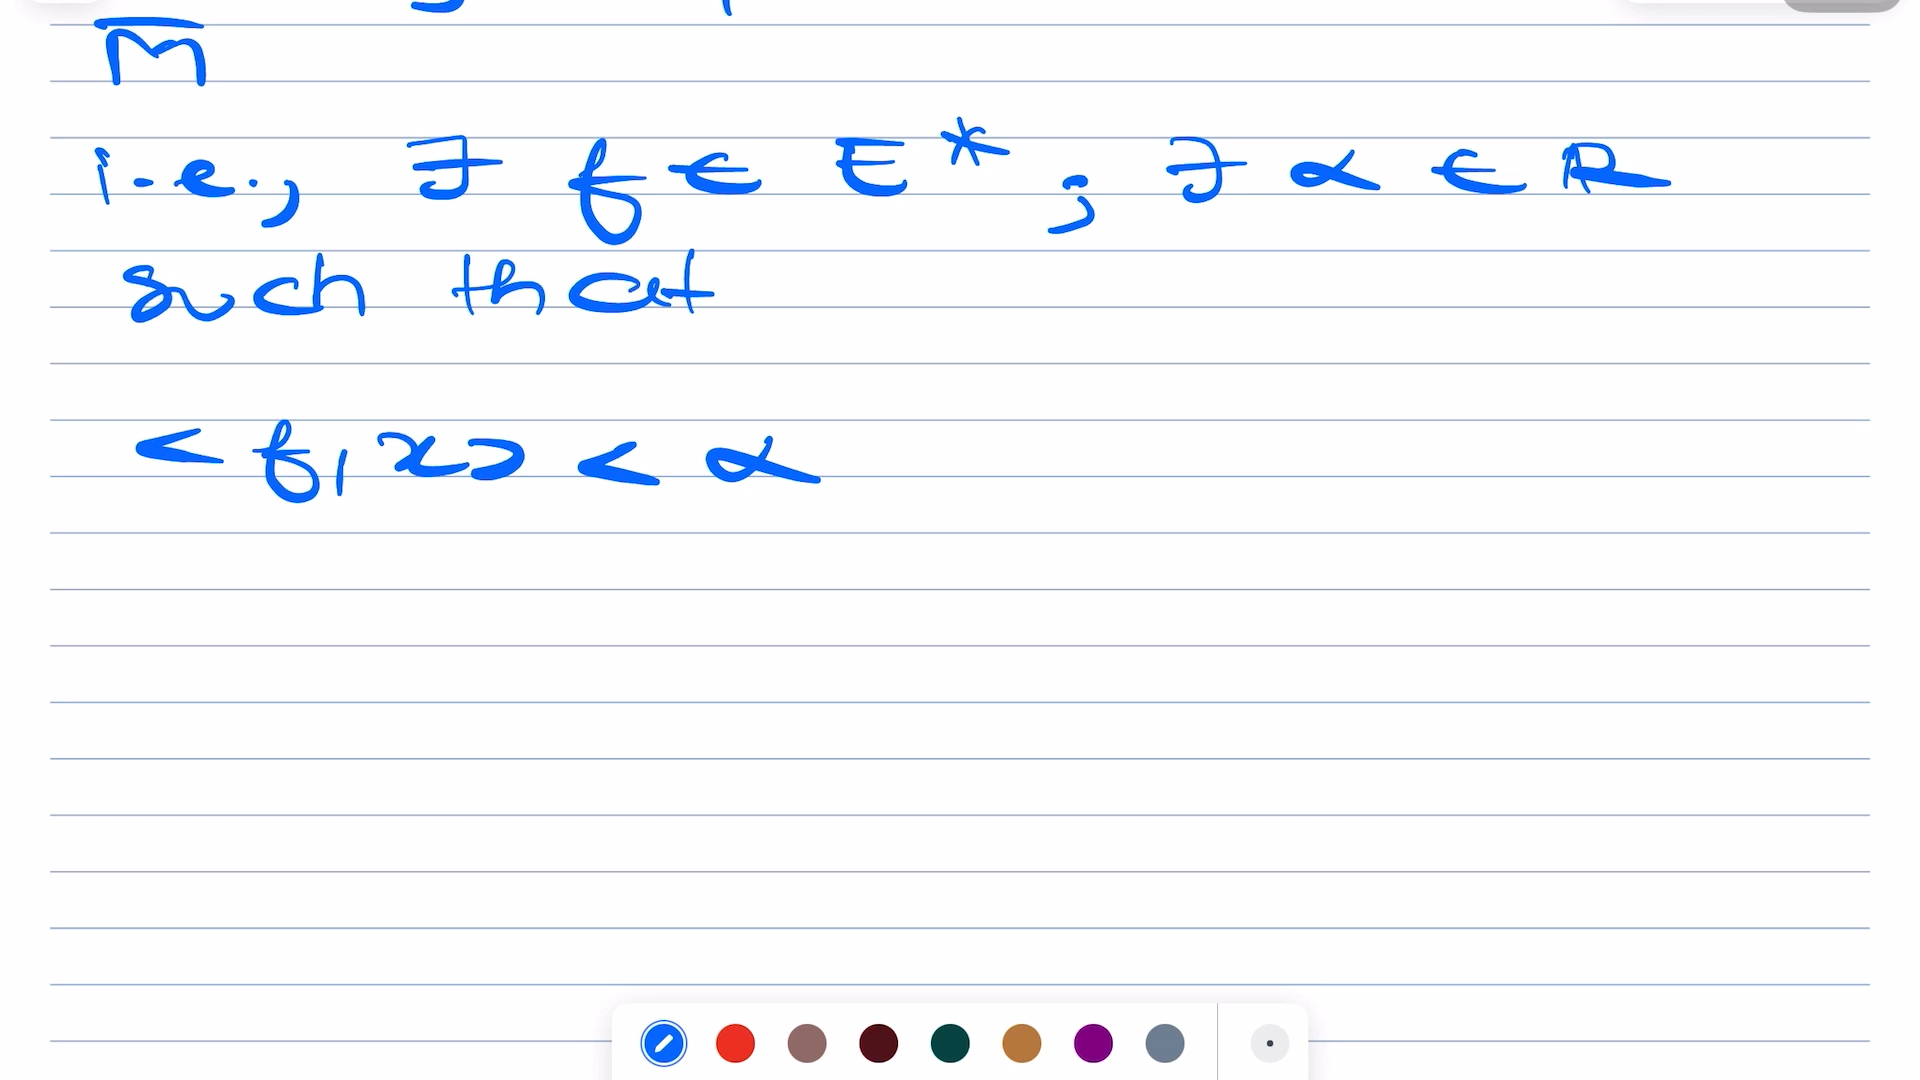 M̅
i.e., ∃ f ∈ E*, ∃ α ∈ R
such that
<f, x> < α